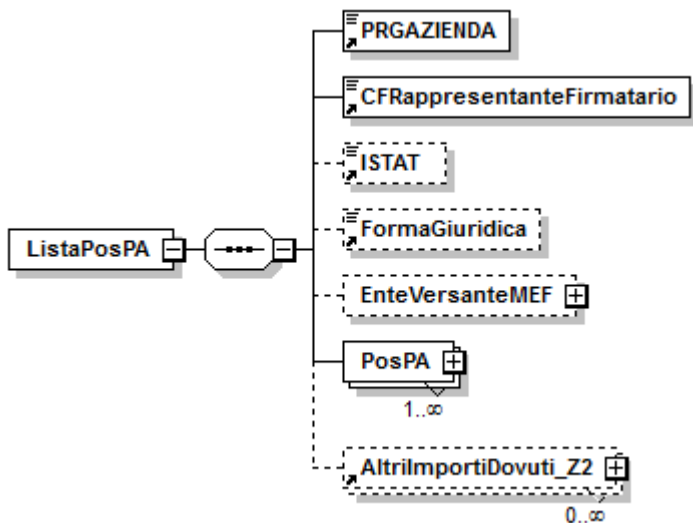 PRGAZIENDA
CFRappresentanteFirmatario
ISTAT
FormaGiuridica
ListaPosPA
EnteVersanteMEF
PosPA
1..∞
AltriImportiDovuti_Z2
0..∞